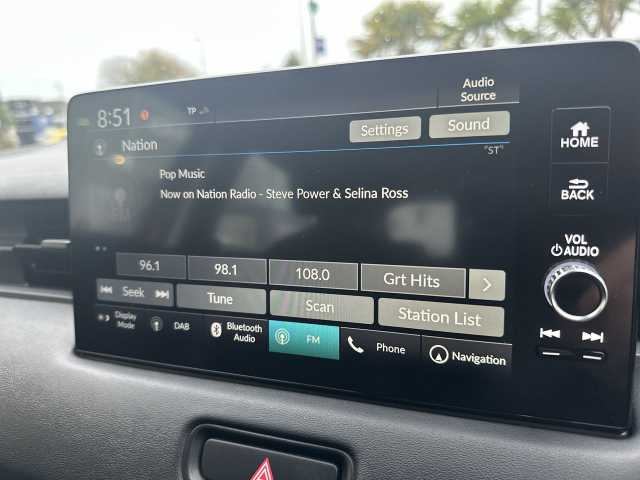 8:51
TP
Audio
Source
Nation
Settings
Sound
"ST"
Pop Music
Now on Nation Radio - Steve Power & Selina Ross
96.1
98.1
108.0
Grt Hits
Seek
Tune
Scan
Station List
Display
Mode
DAB
Bluetooth
Audio
FM
Phone
Navigation
HOME
BACK
VOL
AUDIO